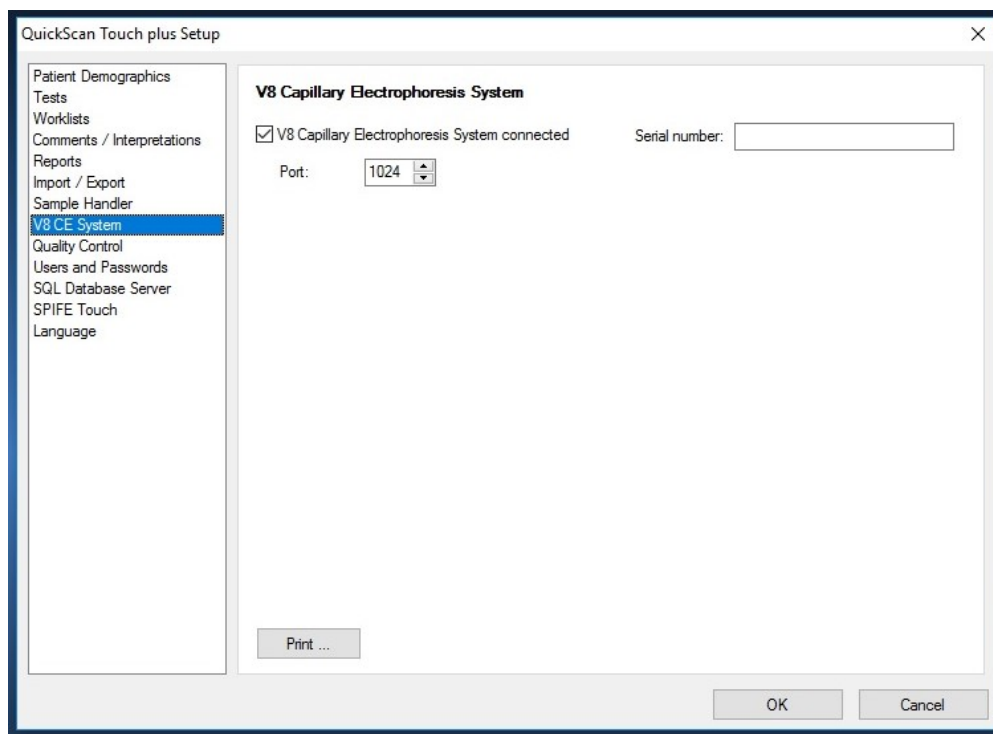 QuickScan Touch plus Setup
Patient Demographics
Tests
Worklists
Comments / Interpretations
Reports
Import / Export
Sample Handler
V8 CE System
Quality Control
Users and Passwords
SQL Database Server
SPIFE Touch
Language
V8 Capillary Electrophoresis System
V8 Capillary Electrophoresis System connected
Serial number:
Port: 1024
Print ...
OK
Cancel